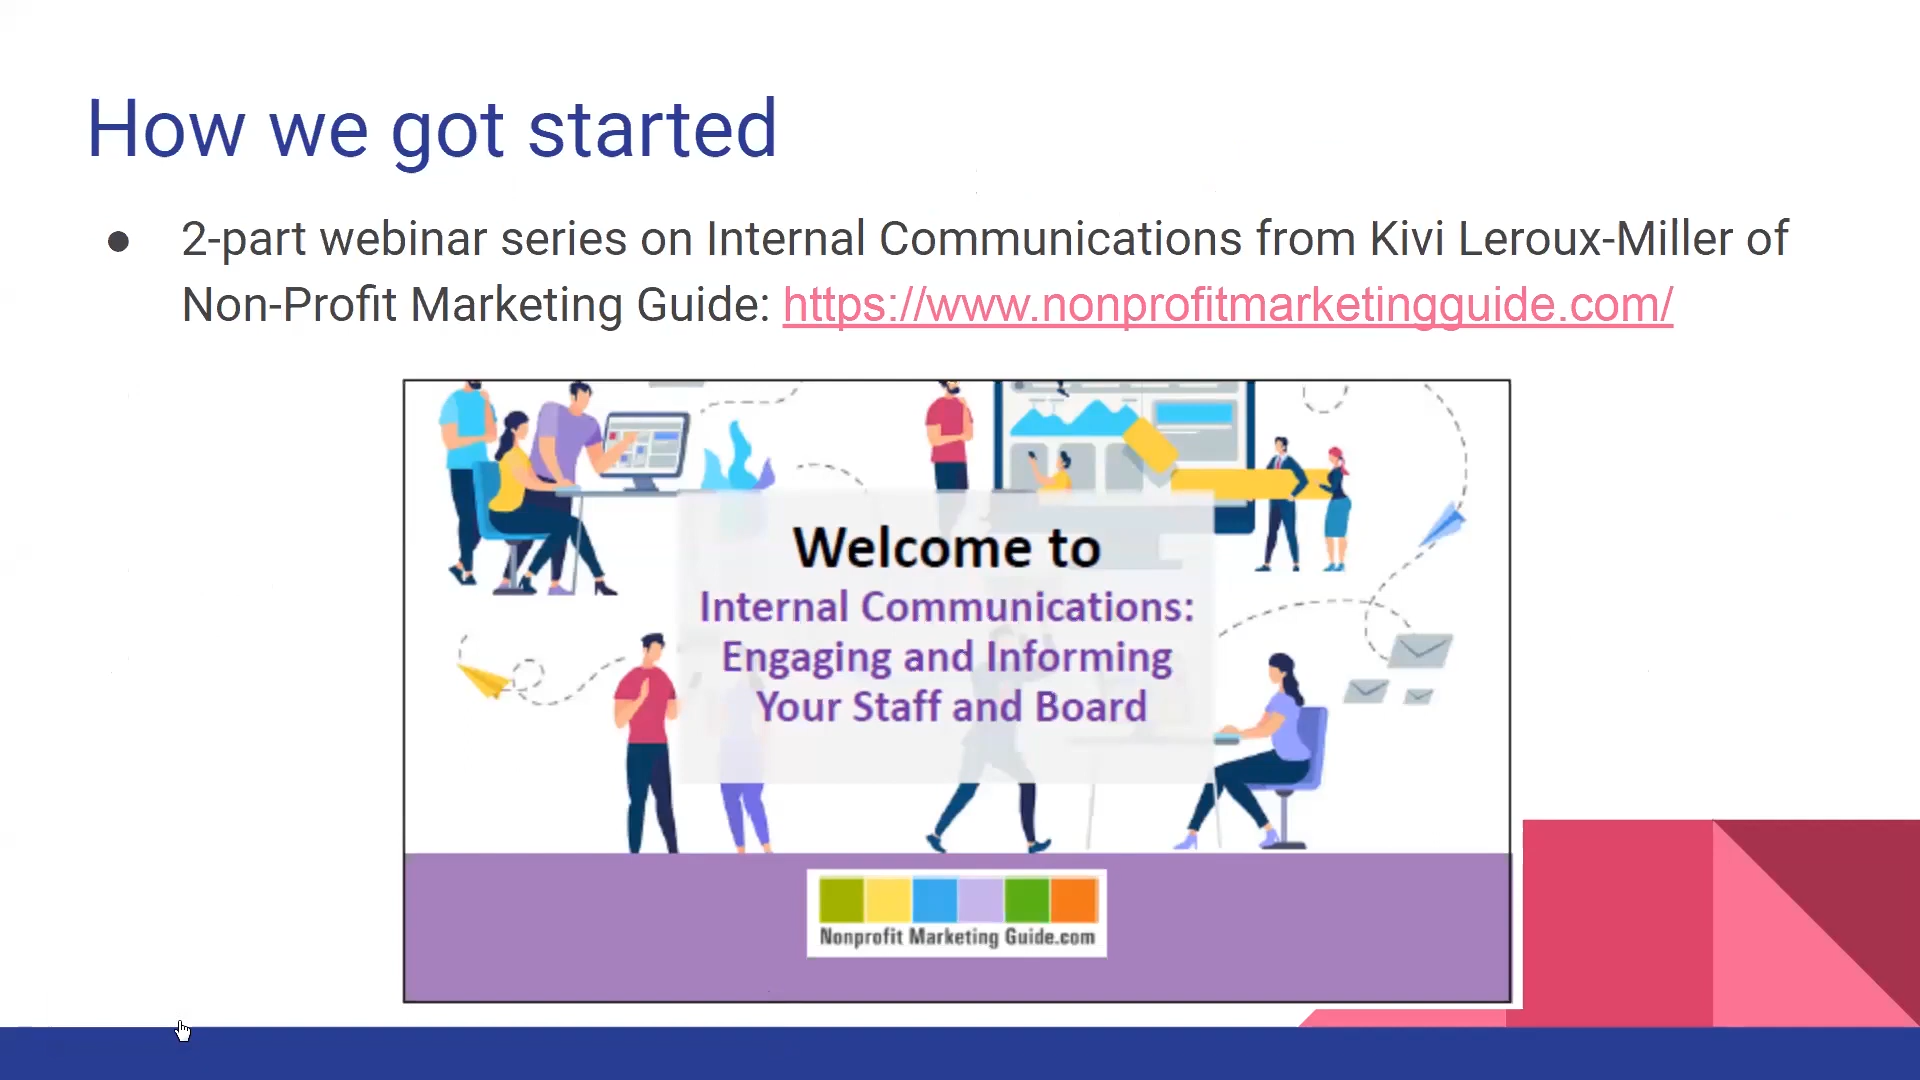 How we got started
● 2-part webinar series on Internal Communications from Kivi Leroux-Miller of
Non-Profit Marketing Guide: https://www.nonprofitmarketingguide.com/
Welcome to
Internal Communications:
Engaging and Informing
Your Staff and Board
Nonprofit Marketing Guide.com